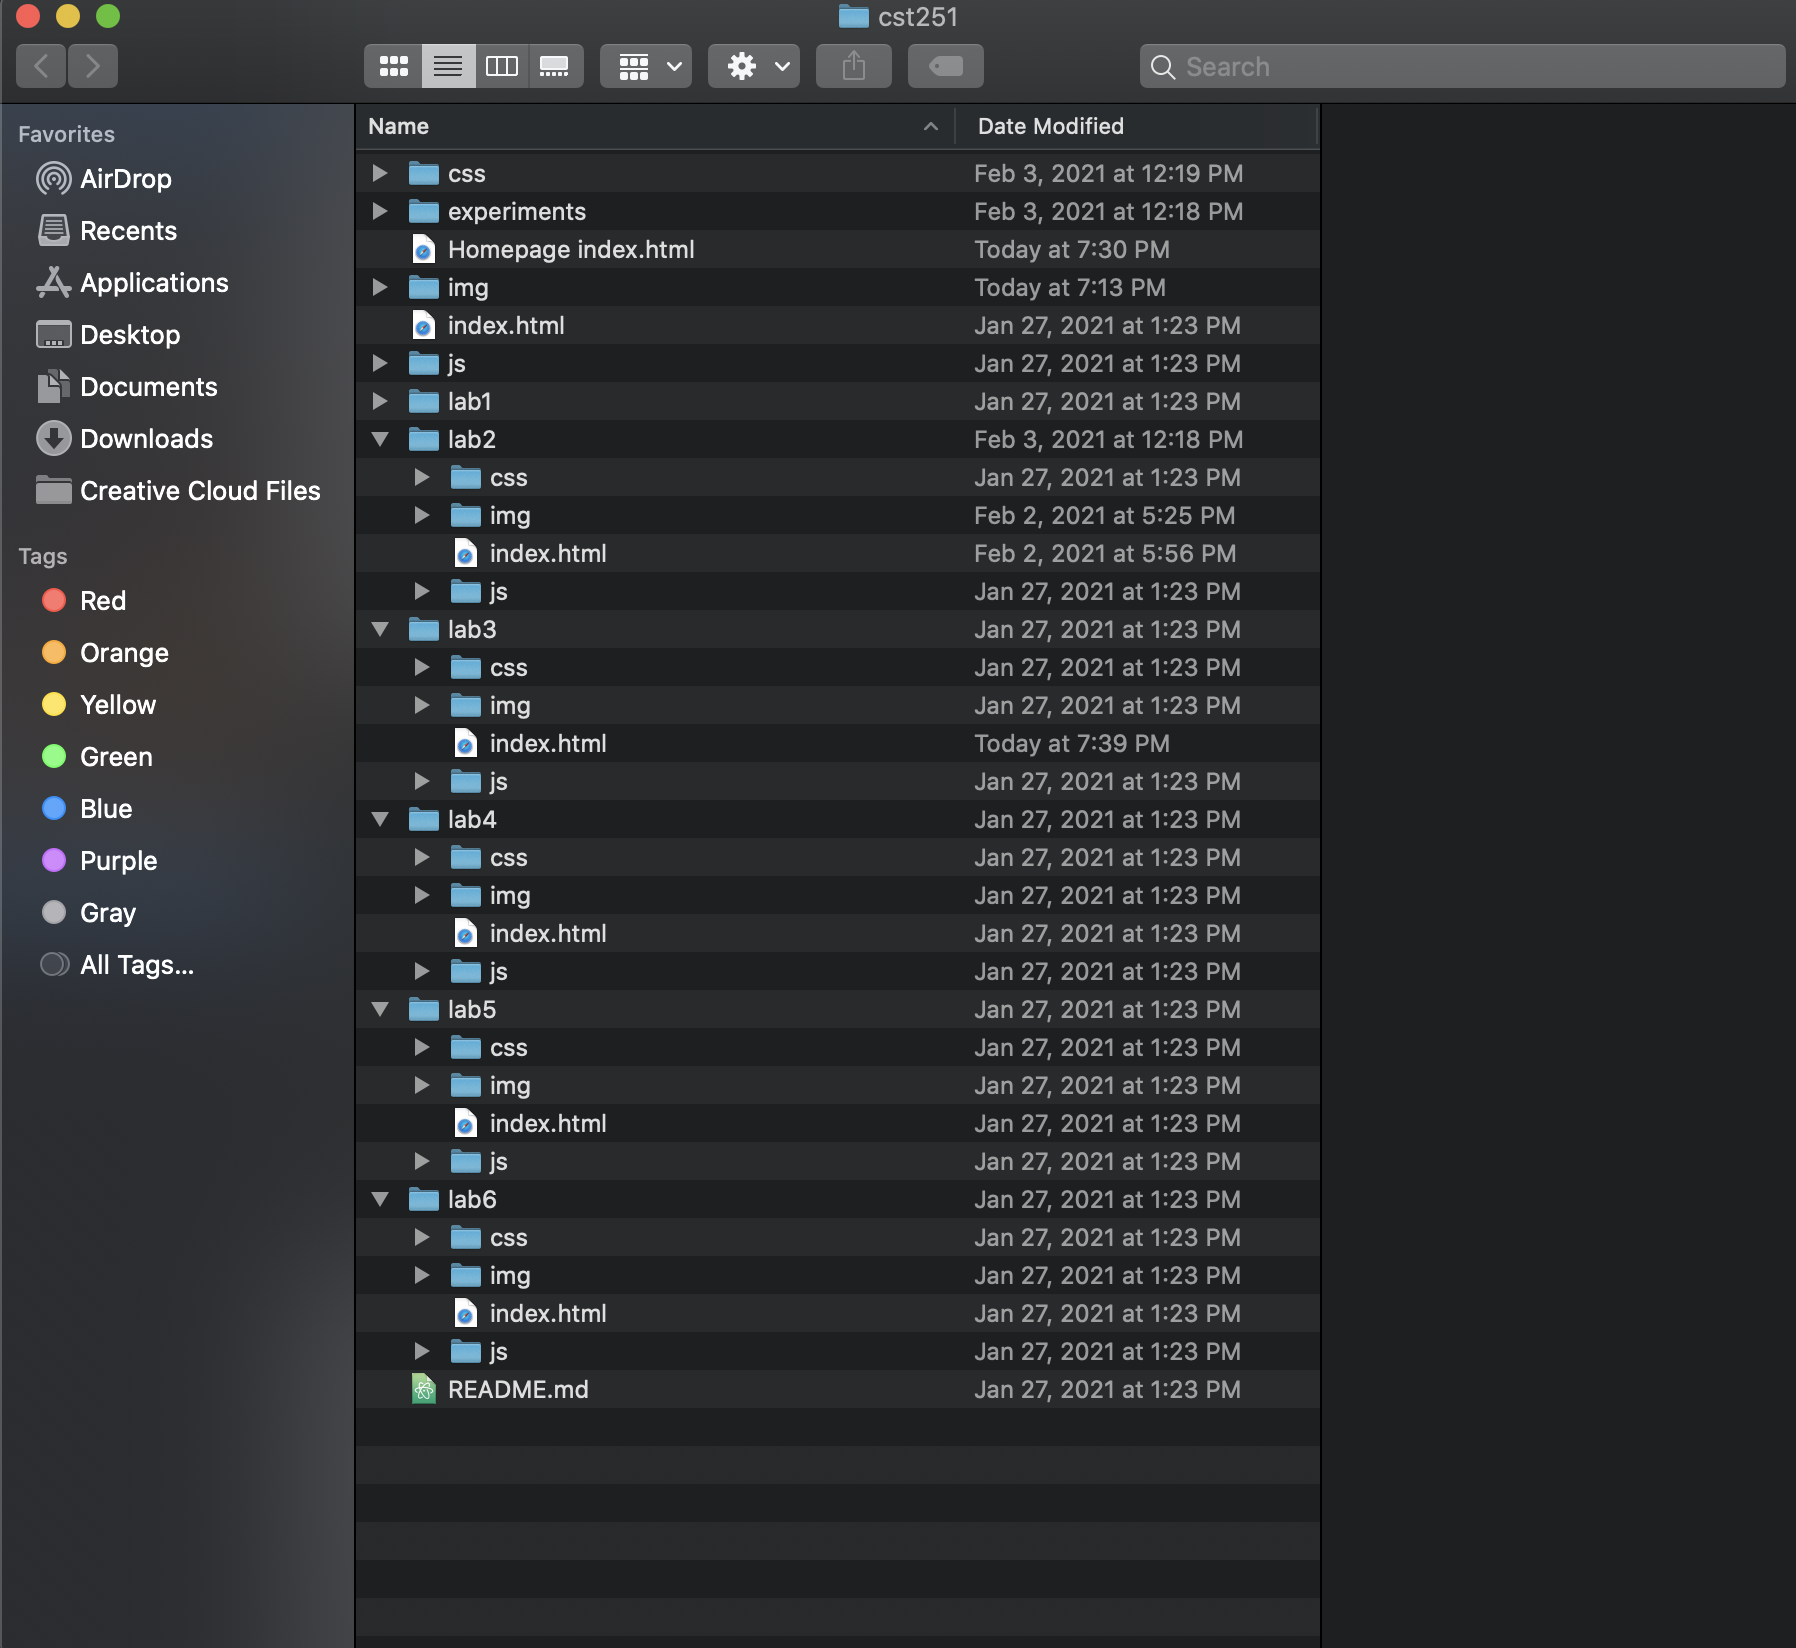 cst251
Search
Favorites
AirDrop
Recents
Applications
Desktop
Documents
Downloads
Creative Cloud Files
Tags
Red
Orange
Yellow
Green
Blue
Purple
Gray
All Tags...
Name Date Modified
css Feb 3, 2021 at 12:19 PM
experiments Feb 3, 2021 at 12:18 PM
Homepage index.html Today at 7:30 PM
img Today at 7:13 PM
index.html Jan 27, 2021 at 1:23 PM
js Jan 27, 2021 at 1:23 PM
lab1 Jan 27, 2021 at 1:23 PM
lab2 Feb 3, 2021 at 12:18 PM
css Jan 27, 2021 at 1:23 PM
img Feb 2, 2021 at 5:25 PM
index.html Feb 2, 2021 at 5:56 PM
js Jan 27, 2021 at 1:23 PM
lab3 Jan 27, 2021 at 1:23 PM
css Jan 27, 2021 at 1:23 PM
img Jan 27, 2021 at 1:23 PM
index.html Today at 7:39 PM
js Jan 27, 2021 at 1:23 PM
lab4 Jan 27, 2021 at 1:23 PM
css Jan 27, 2021 at 1:23 PM
img Jan 27, 2021 at 1:23 PM
index.html Jan 27, 2021 at 1:23 PM
js Jan 27, 2021 at 1:23 PM
lab5 Jan 27, 2021 at 1:23 PM
css Jan 27, 2021 at 1:23 PM
img Jan 27, 2021 at 1:23 PM
index.html Jan 27, 2021 at 1:23 PM
js Jan 27, 2021 at 1:23 PM
lab6 Jan 27, 2021 at 1:23 PM
css Jan 27, 2021 at 1:23 PM
img Jan 27, 2021 at 1:23 PM
index.html Jan 27, 2021 at 1:23 PM
js Jan 27, 2021 at 1:23 PM
README.md Jan 27, 2021 at 1:23 PM